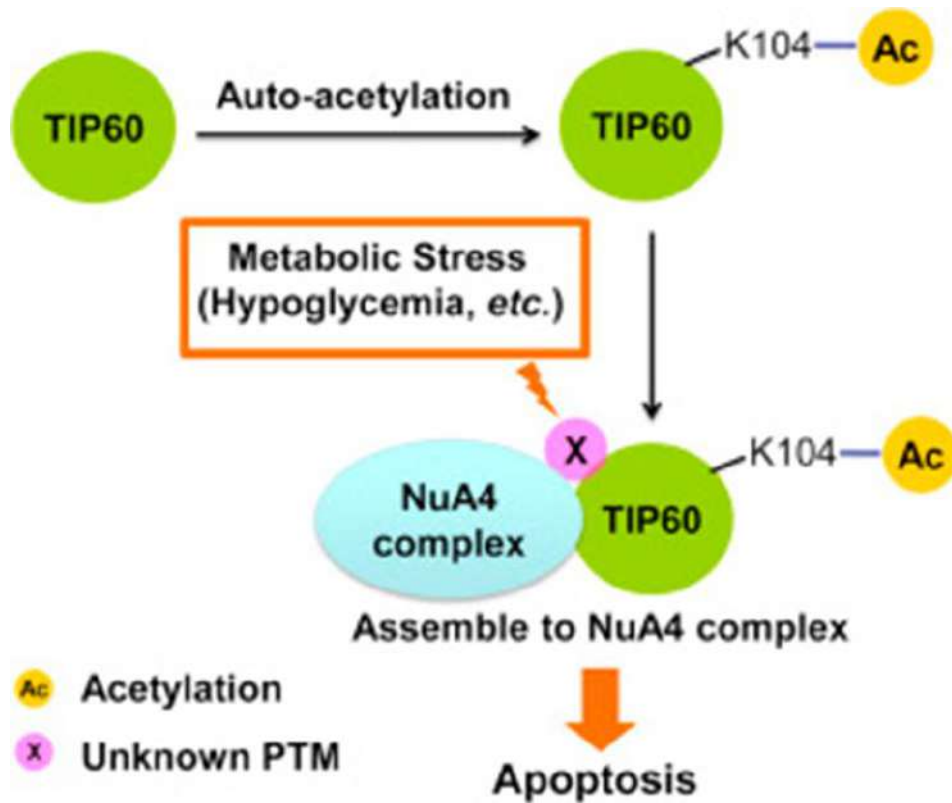 K104
Ac
TIP60
Auto-acetylation
TIP60
Metabolic Stress
(Hypoglycemia, etc.)
X
K104
Ac
NuA4
complex
TIP60
Assemble to NuA4 complex
Ac Acetylation
X Unknown PTM
Apoptosis